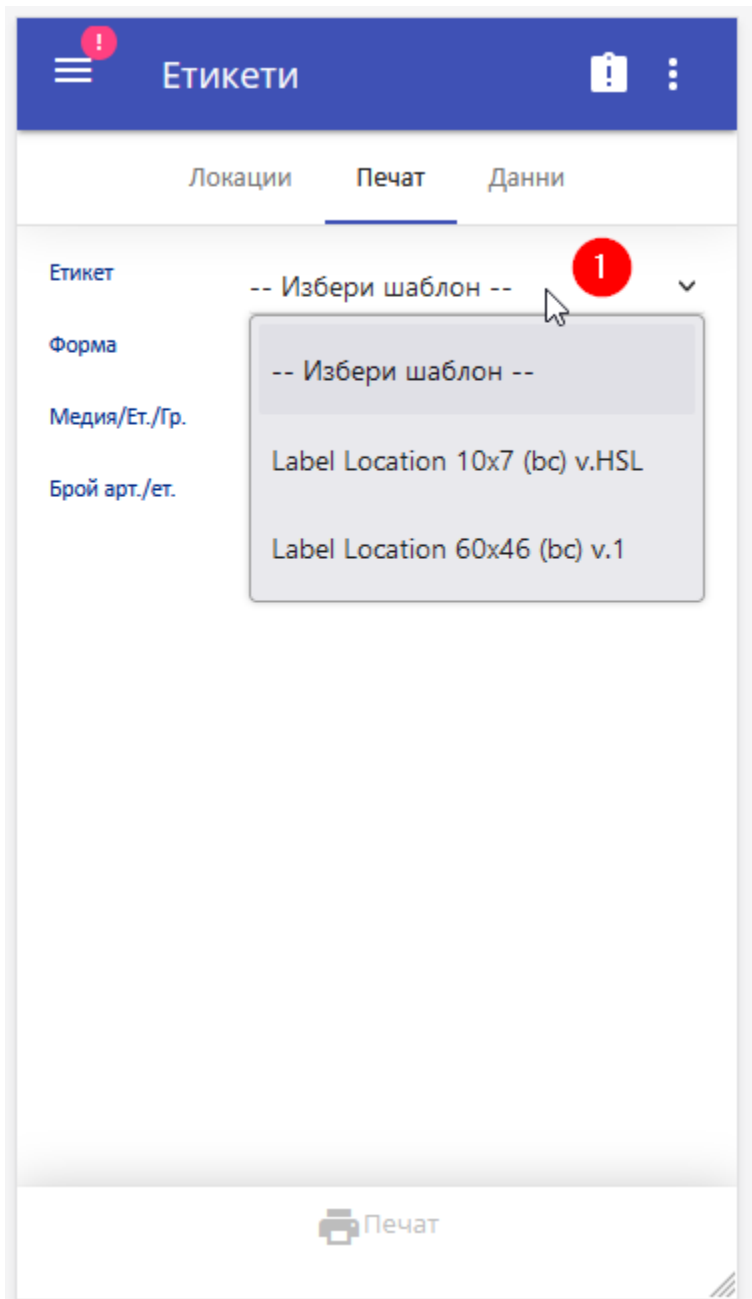 !
Етикети
Локации Печат Данни
Етикет -- Избери шаблон -- 1
Форма
-- Избери шаблон --
Медия/Ет./Гр.
Label Location 10x7 (bc) v.HSL
Брой арт./ет.
Label Location 60x46 (bc) v.1
Печат